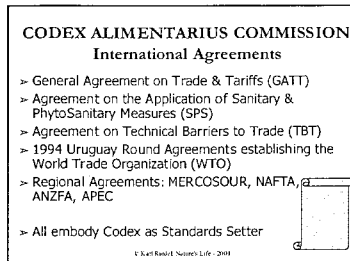 CODEX ALIMENTARIUS COMMISSION
International Agreements
➢ General Agreement on Trade & Tariffs (GATT)
➢ Agreement on the Application of Sanitary &
PhytoSanitary Measures (SPS)
➢ Agreement on Technical Barriers to Trade (TBT)
➢ 1994 Uruguay Round Agreements establishing the
World Trade Organization (WTO)
➢ Regional Agreements: MERCOSOUR, NAFTA,
ANZFA, APEC
➢ All embody Codex as Standards Setter
Nature's Life